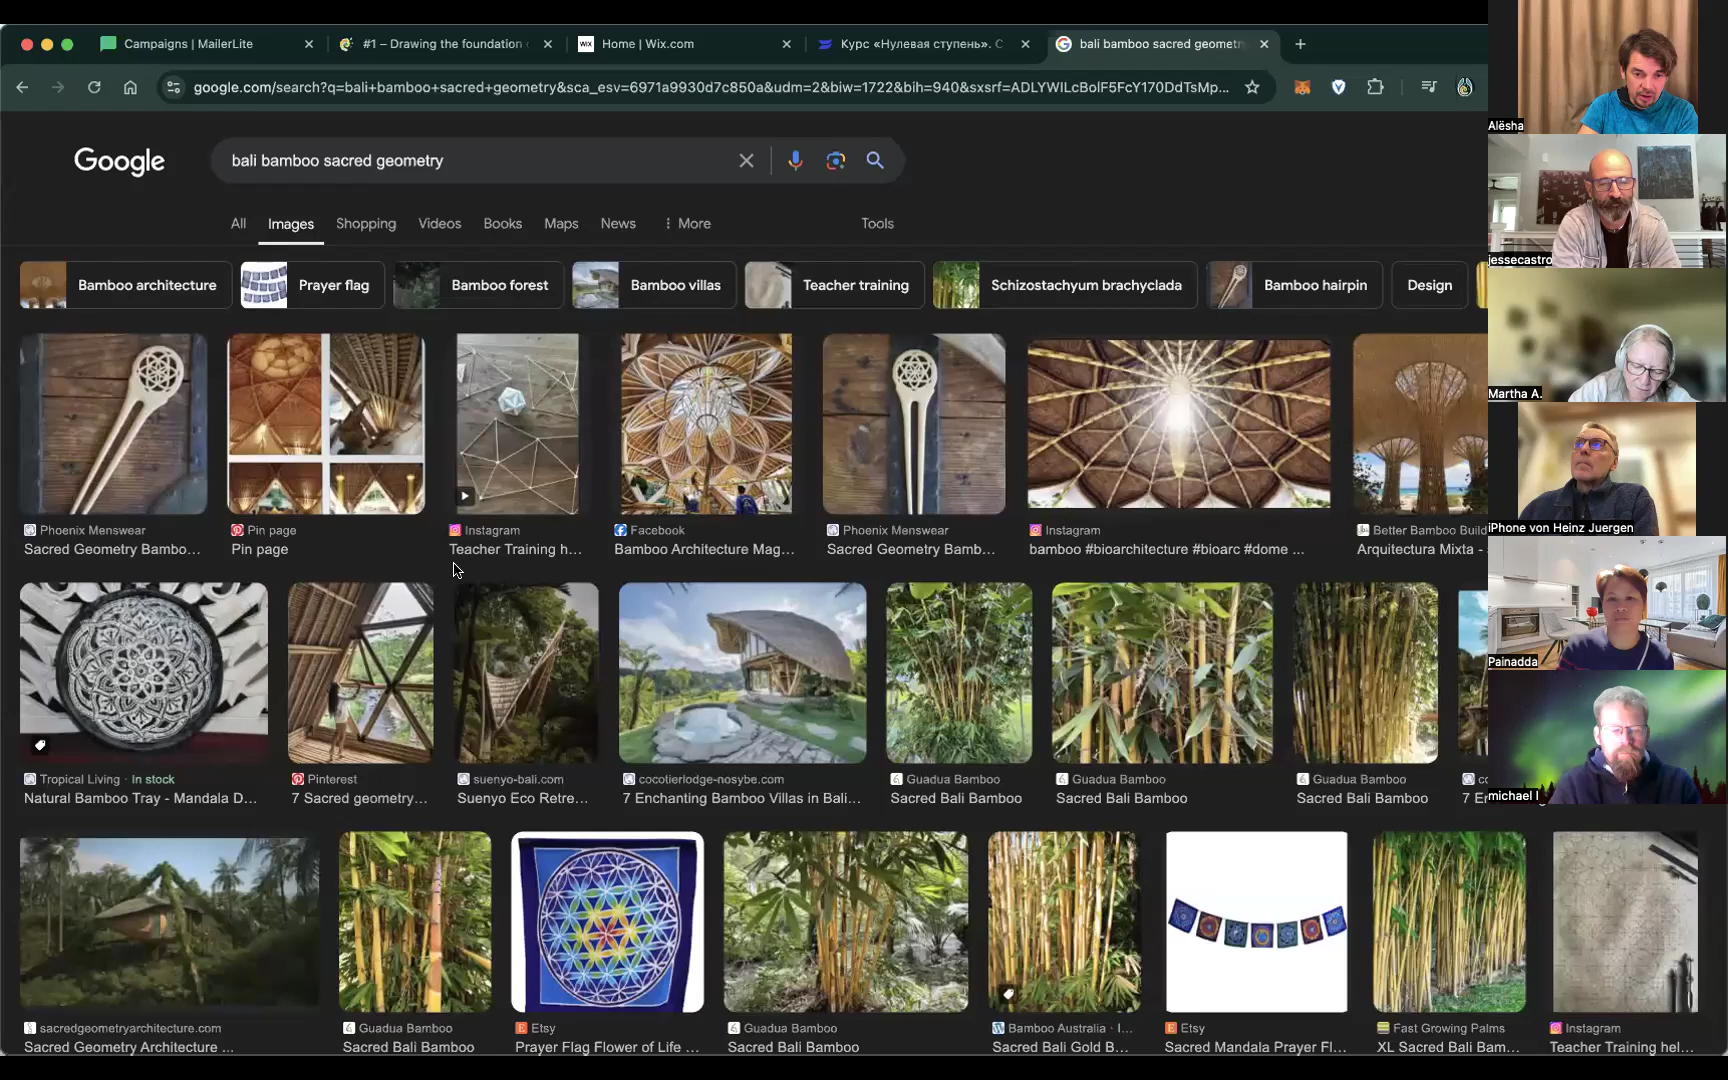 Campaigns | MailerLite
#1 – Drawing the foundation
Home | Wix.com
Курс «Нулевая ступень». С
bali bamboo sacred geometr
google.com/search?q=bali+bamboo+sacred+geometry&sca_esv=6971a9930d7c850a&udm=2&biw=1722&bih=940&sxsrf=ADLYWILcBolF5FcY170DdTsMp...
Google
bali bamboo sacred geometry
All
Images
Shopping
Videos
Books
Maps
News
More
Tools
Bamboo architecture
Prayer flag
Bamboo forest
Bamboo villas
Teacher training
Schizostachyum brachyclada
Bamboo hairpin
Design
Phoenix Menswear
Sacred Geometry Bambo...
Pin page
Pin page
Instagram
Teacher Training h...
Facebook
Bamboo Architecture Mag...
Phoenix Menswear
Sacred Geometry Bamb...
Instagram
bamboo #bioarchitecture #bioarc #dome ...
Better Bamboo Build
Arquitectura Mixta -
Tropical Living · In stock
Natural Bamboo Tray - Mandala D...
Pinterest
7 Sacred geometry...
suenyo-bali.com
Suenyo Eco Retre...
cocotierlodge-nosybe.com
7 Enchanting Bamboo Villas in Bali...
Guadua Bamboo
Sacred Bali Bamboo
Guadua Bamboo
Sacred Bali Bamboo
Guadua Bamboo
Sacred Bali Bamboo
7 En
sacredgeometryarchitecture.com
Sacred Geometry Architecture ...
Guadua Bamboo
Sacred Bali Bamboo
Etsy
Prayer Flag Flower of Life ...
Guadua Bamboo
Sacred Bali Bamboo
Bamboo Australia · I...
Sacred Bali Gold B...
Etsy
Sacred Mandala Prayer Fl...
Fast Growing Palms
XL Sacred Bali Bam...
Instagram
Teacher Training hel...
Alësha
jessecastro
Martha A.
iPhone von Heinz Juergen
Painadda
michael l